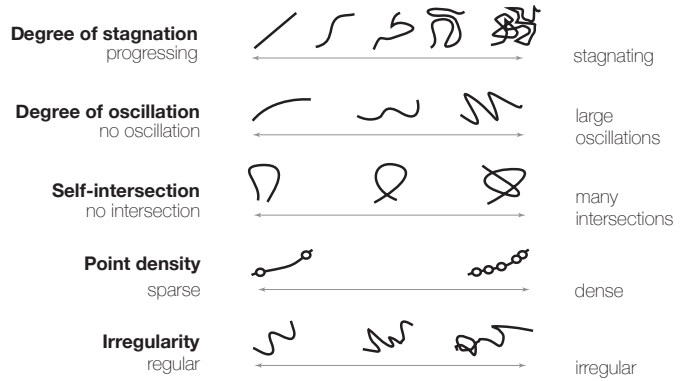 Degree of stagnation
progressing
stagnating
Degree of oscillation
no oscillation
large
oscillations
Self-intersection
no intersection
many
intersections
Point density
sparse
dense
Irregularity
regular
irregular